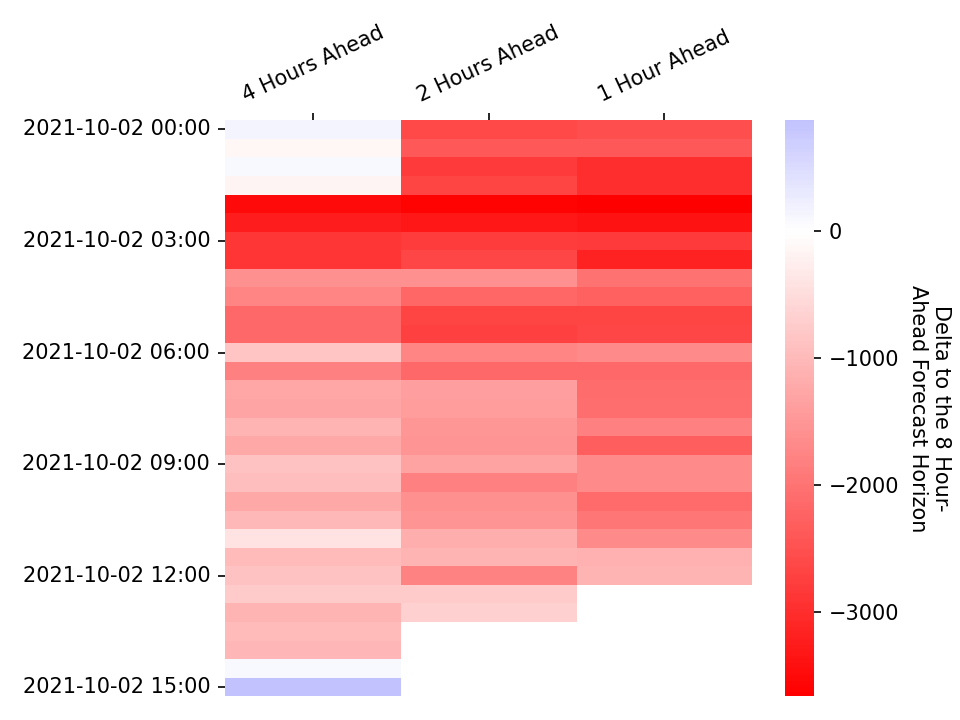 4 Hours Ahead
2 Hours Ahead
1 Hour Ahead
2021-10-02 00:00
2021-10-02 03:00
2021-10-02 06:00
2021-10-02 09:00
2021-10-02 12:00
2021-10-02 15:00
0
−1000
−2000
−3000
Delta to the 8 Hour-
Ahead Forecast Horizon